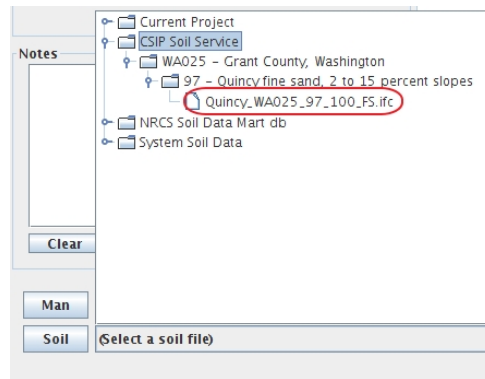 Current Project
CSIP Soil Service
Notes
WA025 - Grant County, Washington
97 - Quincy fine sand, 2 to 15 percent slopes
Quincy_WA025_97_100_FS.ifc
NRCS Soil Data Mart db
System Soil Data
Clear
Man
Soil
(Select a soil file)